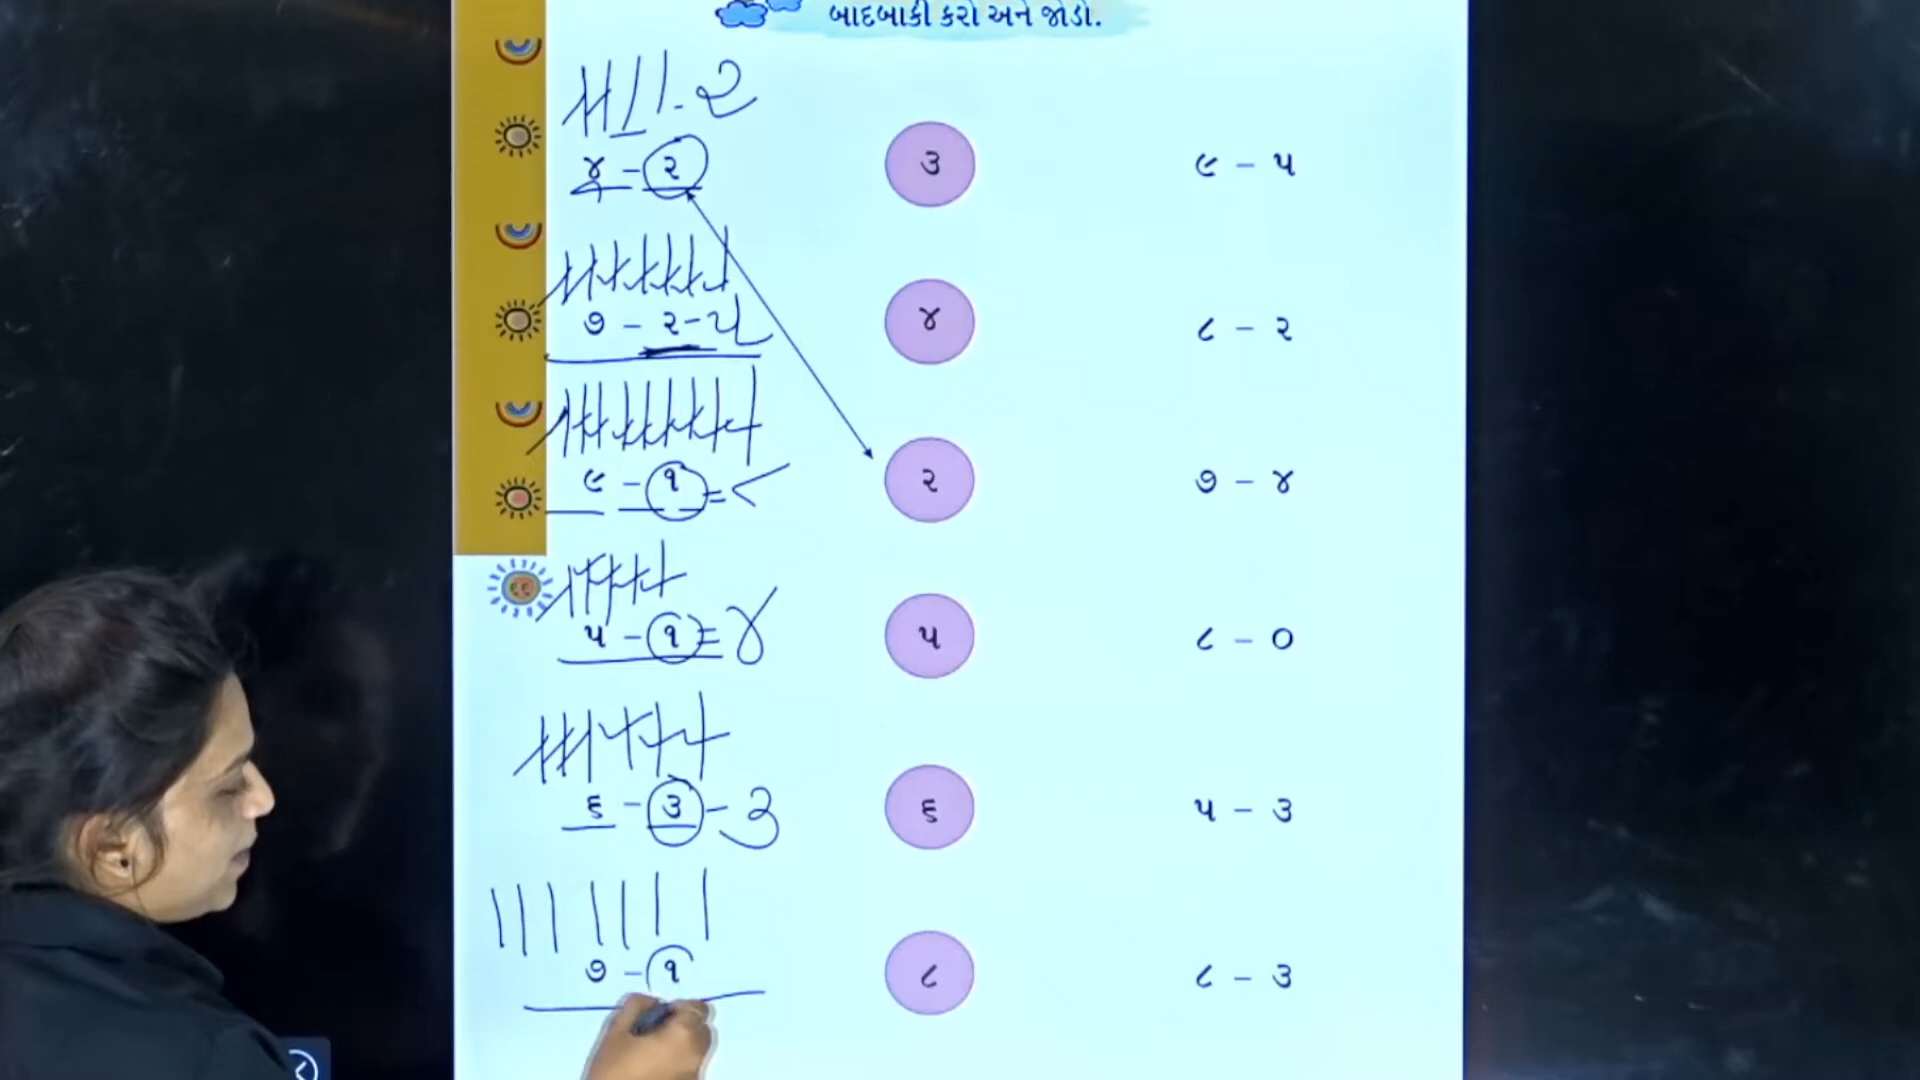 બાદબાકી કરો અને જોડો.
૨
૪ - ૨ ૩ ૯ - ૫
૭ - ૨ - ૫ ૪ ૮ - ૨
૯ - ૧ = ૮ ૨ ૭ - ૪
૫ - ૧ = ૪ ૫ ૮ - ૦
૬ - ૩ - ૩ ૬ ૫ - ૩
૭ - ૧ ૮ ૮ - ૩